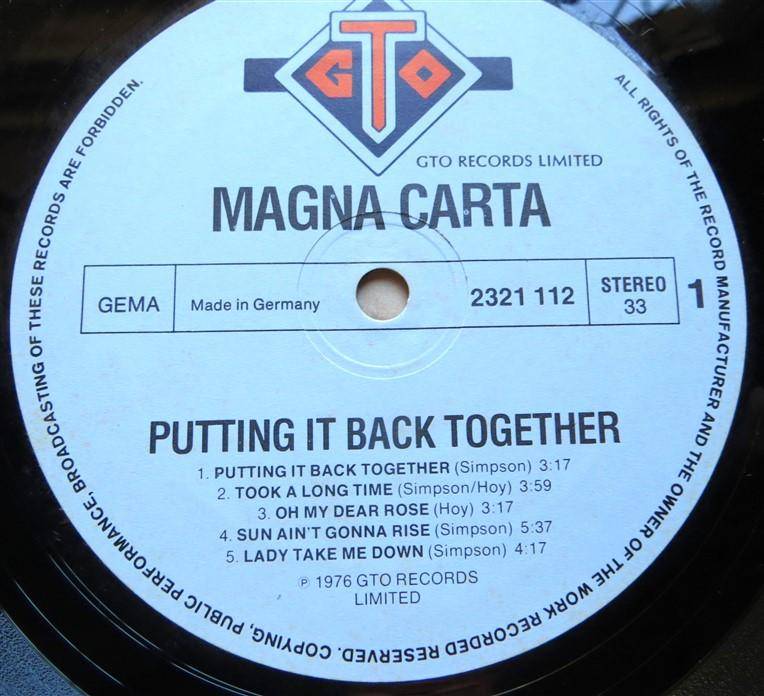 GTO
GTO RECORDS LIMITED
MAGNA CARTA
GEMA
Made in Germany
2321 112
STEREO
33
1
PUTTING IT BACK TOGETHER
1. PUTTING IT BACK TOGETHER (Simpson) 3:17
2. TOOK A LONG TIME (Simpson/Hoy) 3:59
3. OH MY DEAR ROSE (Hoy) 3:17
4. SUN AIN'T GONNA RISE (Simpson) 5:37
5. LADY TAKE ME DOWN (Simpson) 4:17
℗ 1976 GTO RECORDS
LIMITED
ALL RIGHTS OF THE RECORD MANUFACTURER AND THE OWNER OF THE WORK RECORDED RESERVED. COPYING, PUBLIC PERFORMANCE, BROADCASTING OF THESE RECORDS ARE FORBIDDEN.